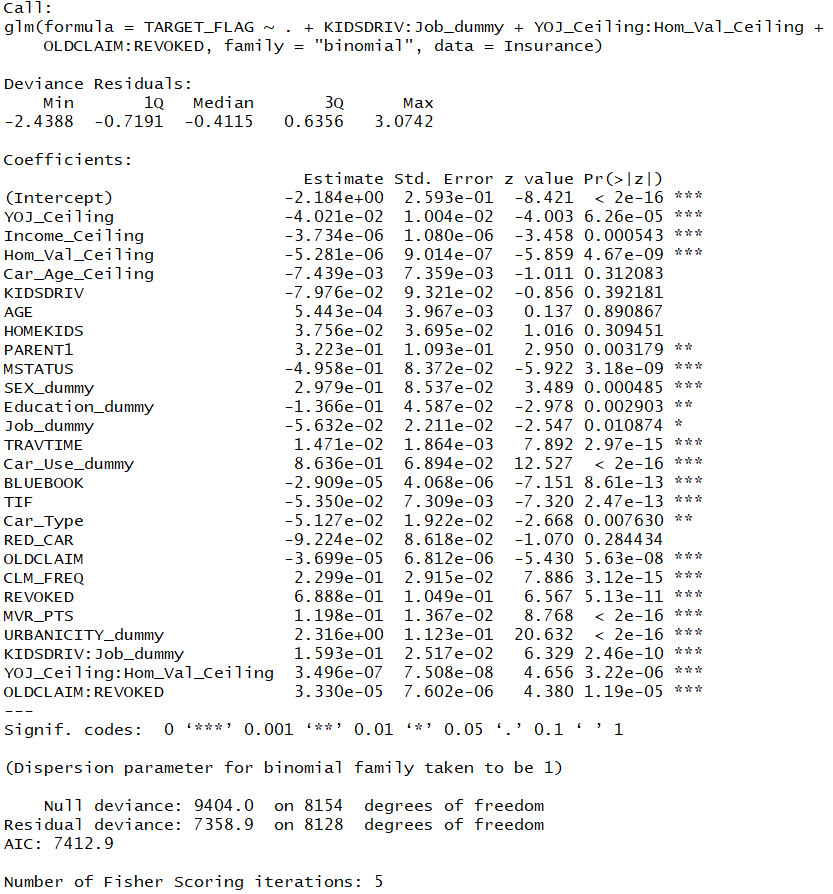 Call:
glm(formula = TARGET_FLAG ~ . + KIDSDRIV:Job_dummy + YOJ_Ceiling:Hom_Val_Ceiling +
    OLDCLAIM:REVOKED, family = "binomial", data = Insurance)

Deviance Residuals:
    Min      1Q  Median      3Q     Max
-2.4388 -0.7191 -0.4115  0.6356  3.0742

Coefficients:
                              Estimate Std. Error z value Pr(>|z|)
(Intercept)                 -2.184e+00  2.593e-01  -8.421  < 2e-16 ***
YOJ_Ceiling                 -4.021e-02  1.004e-02  -4.003 6.26e-05 ***
Income_Ceiling              -3.734e-06  1.080e-06  -3.458 0.000543 ***
Hom_Val_Ceiling             -5.281e-06  9.014e-07  -5.859 4.67e-09 ***
Car_Age_Ceiling             -7.439e-03  7.359e-03  -1.011 0.312083
KIDSDRIV                    -7.976e-02  9.321e-02  -0.856 0.392181
AGE                          5.443e-04  3.967e-03   0.137 0.890867
HOMEKIDS                     3.756e-02  3.695e-02   1.016 0.309451
PARENT1                      3.223e-01  1.093e-01   2.950 0.003179 **
MSTATUS                     -4.958e-01  8.372e-02  -5.922 3.18e-09 ***
SEX_dummy                    2.979e-01  8.537e-02   3.489 0.000485 ***
Education_dummy             -1.366e-01  4.587e-02  -2.978 0.002903 **
Job_dummy                   -5.632e-02  2.211e-02  -2.547 0.010874 *
TRAVTIME                     1.471e-02  1.864e-03   7.892 2.97e-15 ***
Car_Use_dummy                8.636e-01  6.894e-02  12.527  < 2e-16 ***
BLUEBOOK                    -2.909e-05  4.068e-06  -7.151 8.61e-13 ***
TIF                         -5.350e-02  7.309e-03  -7.320 2.47e-13 ***
Car_Type                    -5.127e-02  1.922e-02  -2.668 0.007630 **
RED_CAR                     -9.224e-02  8.618e-02  -1.070 0.284434
OLDCLAIM                    -3.699e-05  6.812e-06  -5.430 5.63e-08 ***
CLM_FREQ                     2.299e-01  2.915e-02   7.886 3.12e-15 ***
REVOKED                      6.888e-01  1.049e-01   6.567 5.13e-11 ***
MVR_PTS                      1.198e-01  1.367e-02   8.768  < 2e-16 ***
URBANICITY_dummy             2.316e+00  1.123e-01  20.632  < 2e-16 ***
KIDSDRIV:Job_dummy           1.593e-01  2.517e-02   6.329 2.46e-10 ***
YOJ_Ceiling:Hom_Val_Ceiling  3.496e-07  7.508e-08   4.656 3.22e-06 ***
OLDCLAIM:REVOKED             3.330e-05  7.602e-06   4.380 1.19e-05 ***
---
Signif. codes:  0 ‘***’ 0.001 ‘**’ 0.01 ‘*’ 0.05 ‘.’ 0.1 ‘ ’ 1

(Dispersion parameter for binomial family taken to be 1)

    Null deviance: 9404.0  on 8154  degrees of freedom
Residual deviance: 7358.9  on 8128  degrees of freedom
AIC: 7412.9

Number of Fisher Scoring iterations: 5